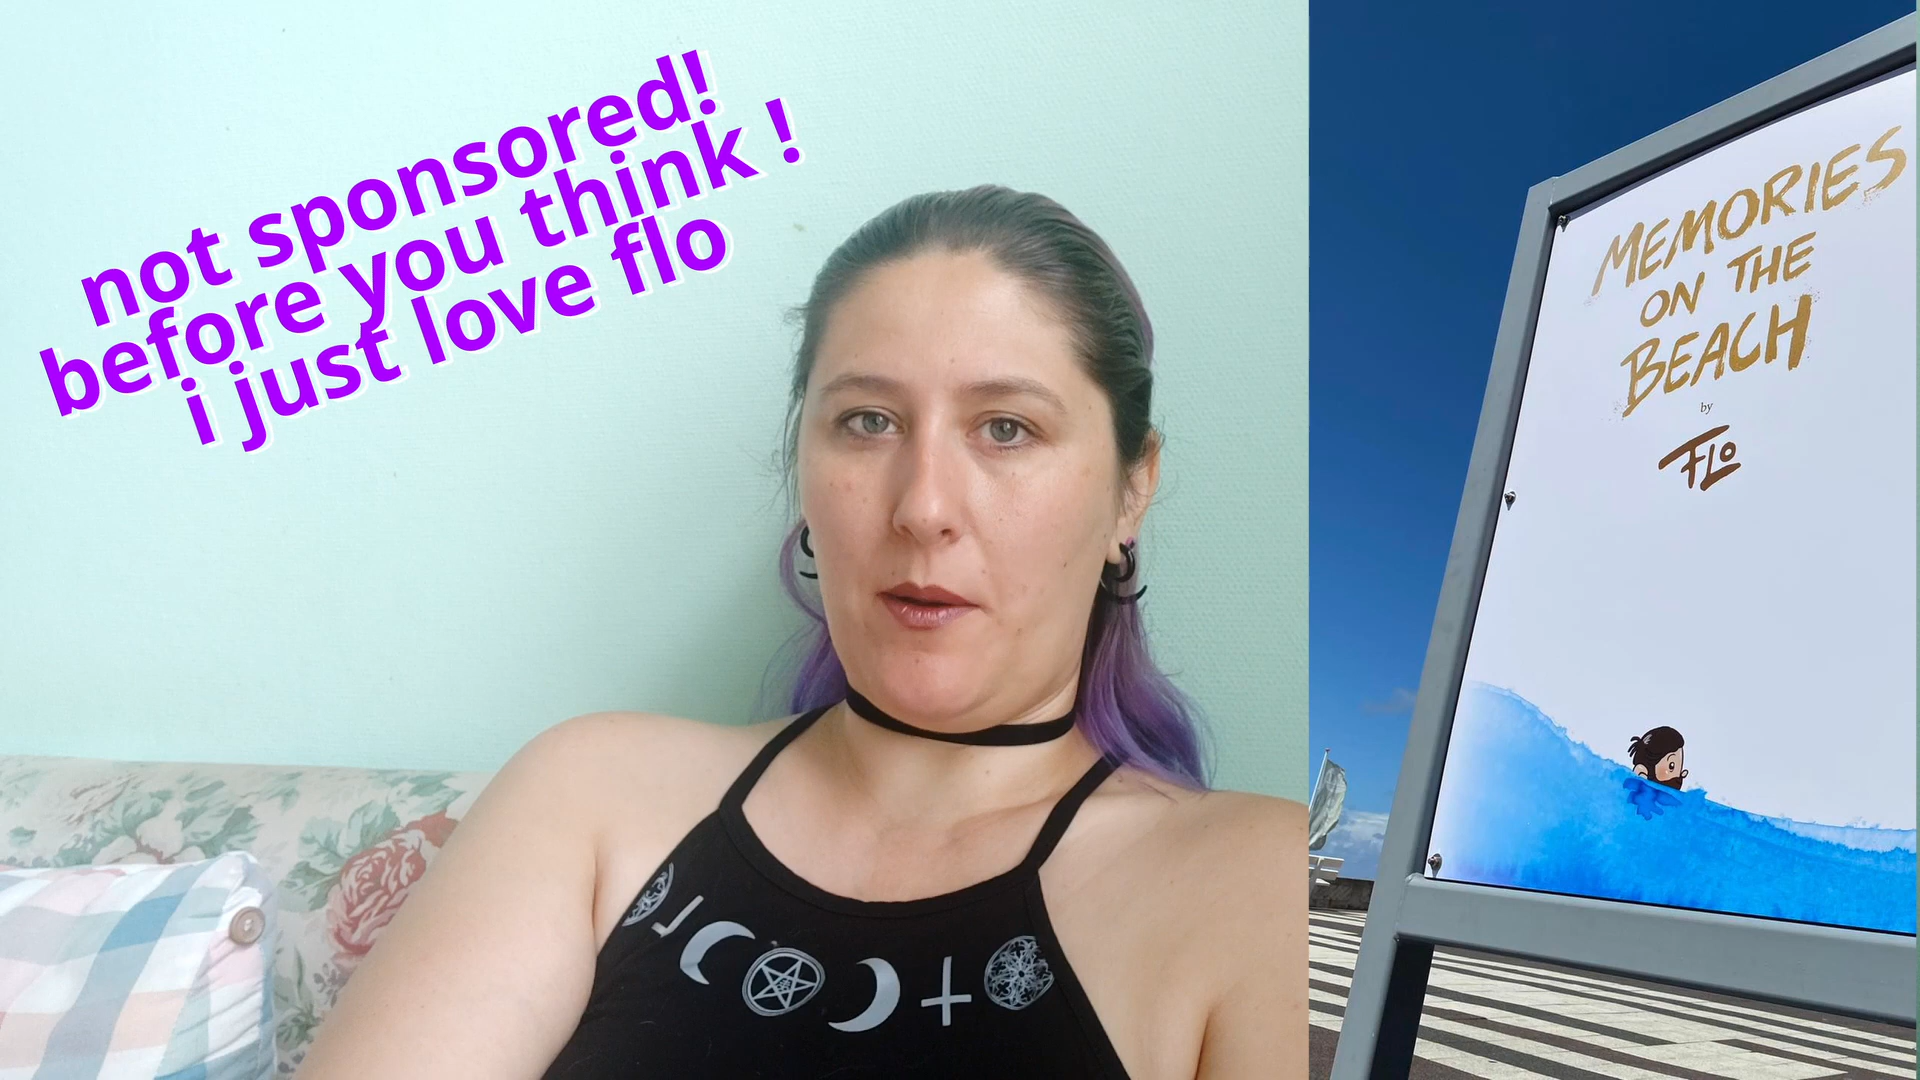 not sponsored!
before you think !
i just love flo
MEMORIES
ON THE
BEACH
by
FLO